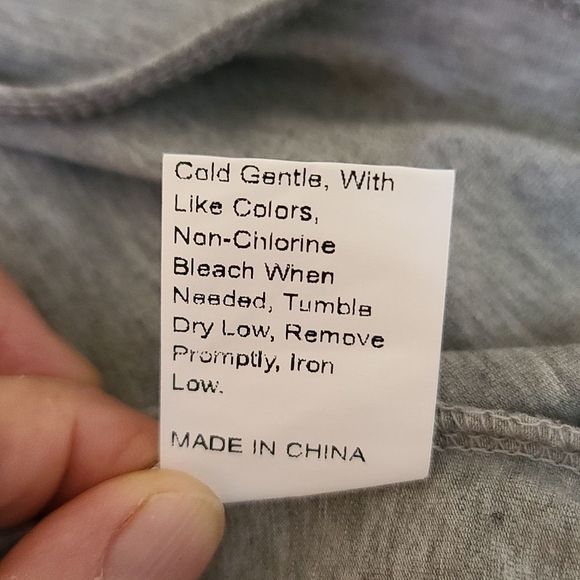 Cold Gentle, With
Like Colors,
Non-Chlorine
Bleach When
Needed, Tumble
Dry Low, Remove
Promptly, Iron
Low.
MADE IN CHINA